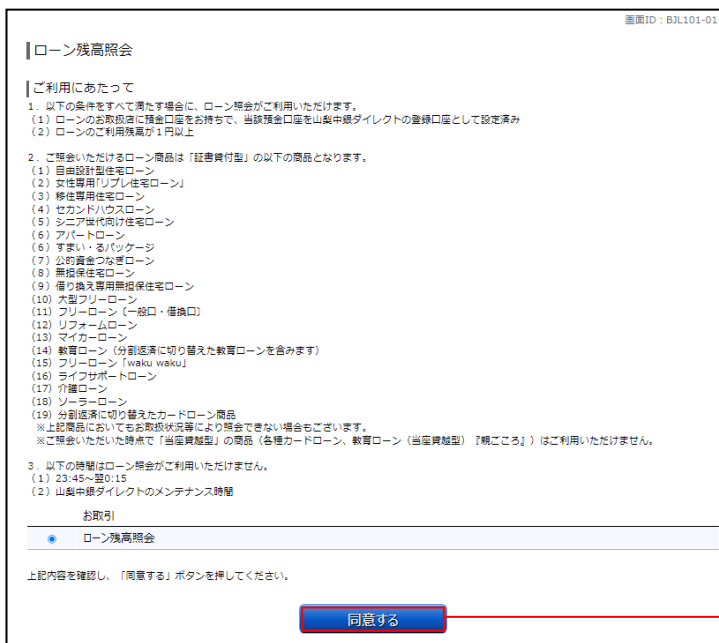 画面ID：BJL101-01
ローン残高照会
ご利用にあたって
1．以下の条件をすべて満たす場合に、ローン照会がご利用いただけます。
(1) ローンのお取扱店に預金口座をお持ちで、当該預金口座を山梨中銀ダイレクトの登録口座として設定済み
(2) ローンのご利用残高が１円以上
2．ご照会いただけるローン商品は「証書貸付型」の以下の商品となります。
(1) 自由設計型住宅ローン
(2) 女性専用「リプレ住宅ローン」
(3) 移住専用住宅ローン
(4) セカンドハウスローン
(5) シニア世代向け住宅ローン
(6) アパートローン
(6) すまい・るパッケージ
(7) 公的資金つなぎローン
(8) 無担保住宅ローン
(9) 借り換え専用無担保住宅ローン
(10) 大型フリーローン
(11) フリーローン〔一般口・借換口〕
(12) リフォームローン
(13) マイカーローン
(14) 教育ローン（分割返済に切り替えた教育ローンを含みます）
(15) フリーローン「waku waku」
(16) ライフサポートローン
(17) 介護ローン
(18) ソーラーローン
(19) 分割返済に切り替えたカードローン商品
※上記商品においてもお取扱状況等により照会できない場合もございます。
※ご照会いただいた時点で「当座貸越型」の商品（各種カードローン、教育ローン（当座貸越型）『親ごころ』）はご利用いただけません。
3．以下の時間はローン照会がご利用いただけません。
(1) 23:45～翌0:15
(2) 山梨中銀ダイレクトのメンテナンス時間
お取引
ローン残高照会
上記内容を確認し、「同意する」ボタンを押してください。
同意する